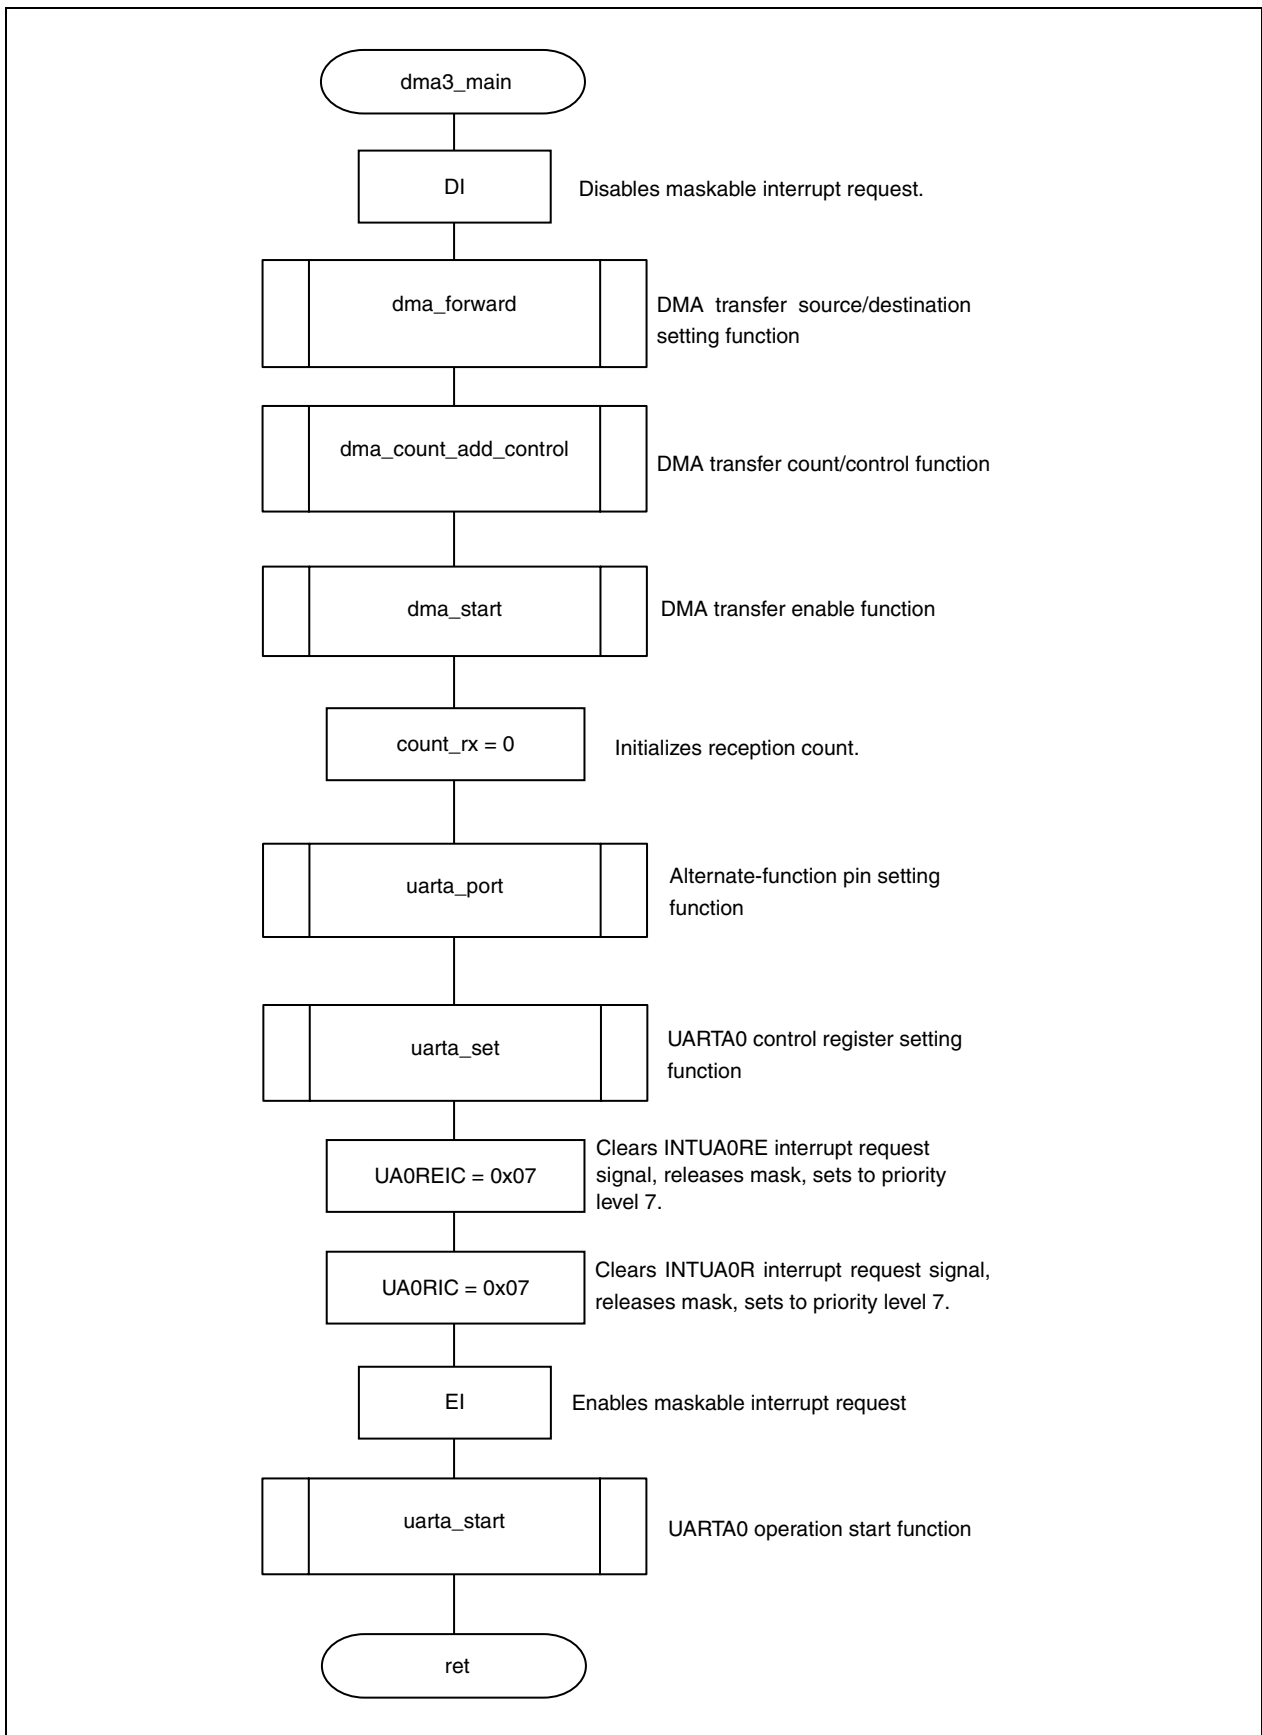 dma3_main
DI
Disables maskable interrupt request.
dma_forward
DMA transfer source/destination
setting function
dma_count_add_control
DMA transfer count/control function
dma_start
DMA transfer enable function
count_rx = 0
Initializes reception count.
uarta_port
Alternate-function pin setting
function
uarta_set
UARTA0 control register setting
function
UA0REIC = 0x07
Clears INTUA0RE interrupt request
signal, releases mask, sets to priority
level 7.
UA0RIC = 0x07
Clears INTUA0R interrupt request signal,
releases mask, sets to priority level 7.
EI
Enables maskable interrupt request
uarta_start
UARTA0 operation start function
ret